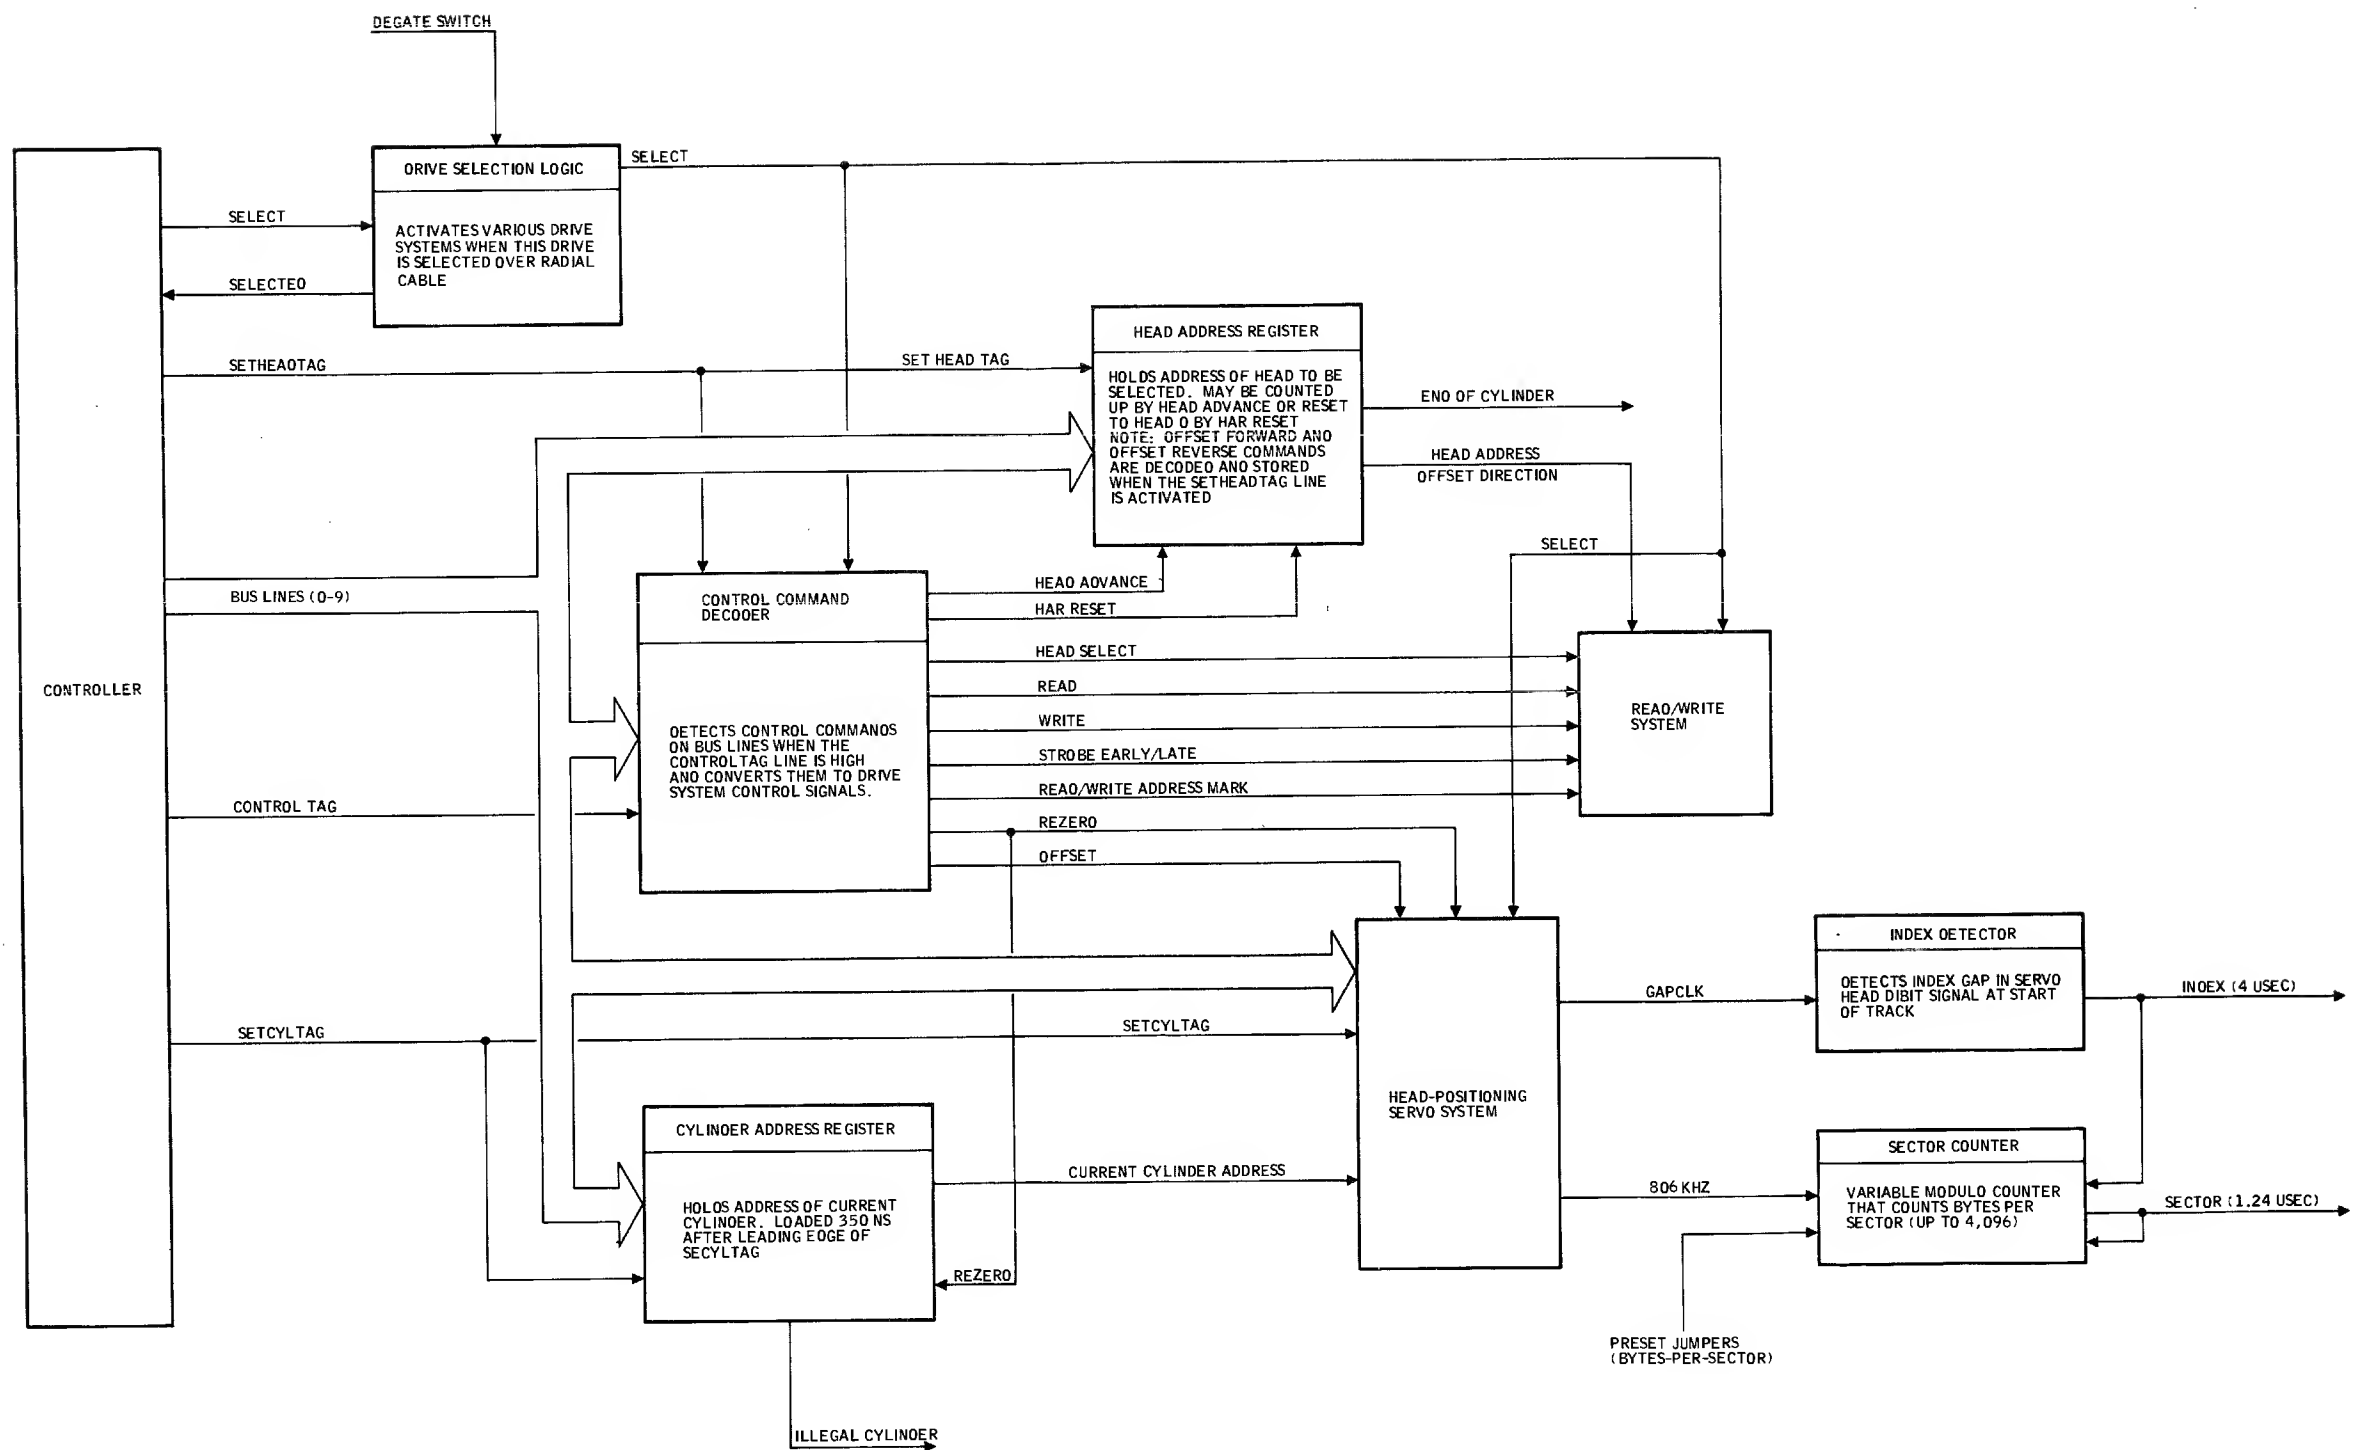 DEGATE SWITCH
DRIVE SELECTION LOGIC
ACTIVATES VARIOUS DRIVE
SYSTEMS WHEN THIS DRIVE
IS SELECTED OVER RADIAL
CABLE
SELECT
SELECT
SELECTED
SETHEADTAG
SET HEAD TAG
HEAD ADDRESS REGISTER
HOLDS ADDRESS OF HEAD TO BE
SELECTED. MAY BE COUNTED
UP BY HEAD ADVANCE OR RESET
TO HEAD 0 BY HAR RESET
NOTE: OFFSET FORWARD AND
OFFSET REVERSE COMMANDS
ARE DECODED AND STORED
WHEN THE SETHEADTAG LINE
IS ACTIVATED
END OF CYLINDER
HEAD ADDRESS
OFFSET DIRECTION
SELECT
BUS LINES (0-9)
CONTROLLER
CONTROL COMMAND
DECODER
DETECTS CONTROL COMMANDS
ON BUS LINES WHEN THE
CONTROLTAG LINE IS HIGH
AND CONVERTS THEM TO DRIVE
SYSTEM CONTROL SIGNALS.
HEAD ADVANCE
HAR RESET
HEAD SELECT
READ
WRITE
STROBE EARLY/LATE
READ/WRITE ADDRESS MARK
REZERO
OFFSET
READ/WRITE
SYSTEM
CONTROL TAG
SETCYLTAG
SETCYLTAG
HEAD-POSITIONING
SERVO SYSTEM
GAPCLK
INDEX DETECTOR
DETECTS INDEX GAP IN SERVO
HEAD DIBIT SIGNAL AT START
OF TRACK
INDEX (4 USEC)
CYLINDER ADDRESS REGISTER
HOLDS ADDRESS OF CURRENT
CYLINDER. LOADED 350 NS
AFTER LEADING EDGE OF
SECYLTAG
CURRENT CYLINDER ADDRESS
REZERO
806 KHZ
SECTOR COUNTER
VARIABLE MODULO COUNTER
THAT COUNTS BYTES PER
SECTOR (UP TO 4,096)
SECTOR (1.24 USEC)
PRESET JUMPERS
(BYTES-PER-SECTOR)
ILLEGAL CYLINDER